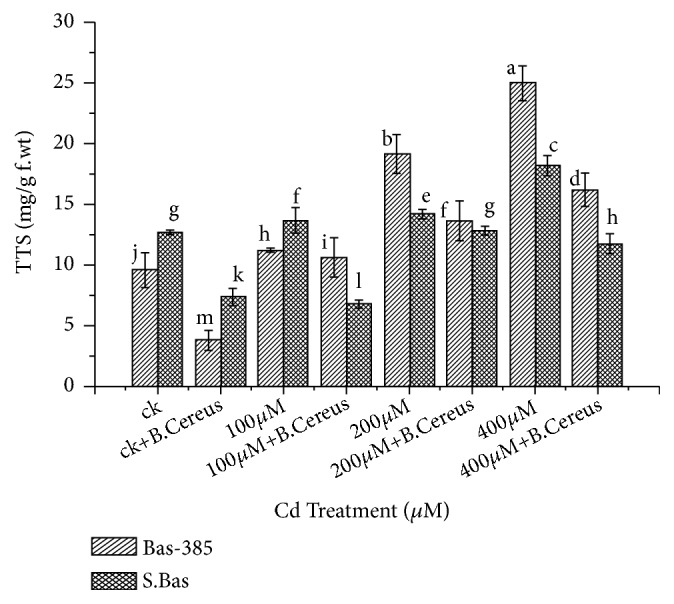 30
25
20
15
10
5
0
TTS (mg/g f.wt)
j
g
m
k
h
f
i
l
b
e
f
g
a
c
d
h
ck
ck+B.Cereus
100μM
100μM+B.Cereus
200μM
200μM+B.Cereus
400μM
400μM+B.Cereus
Cd Treatment (μM)
Bas-385
S.Bas